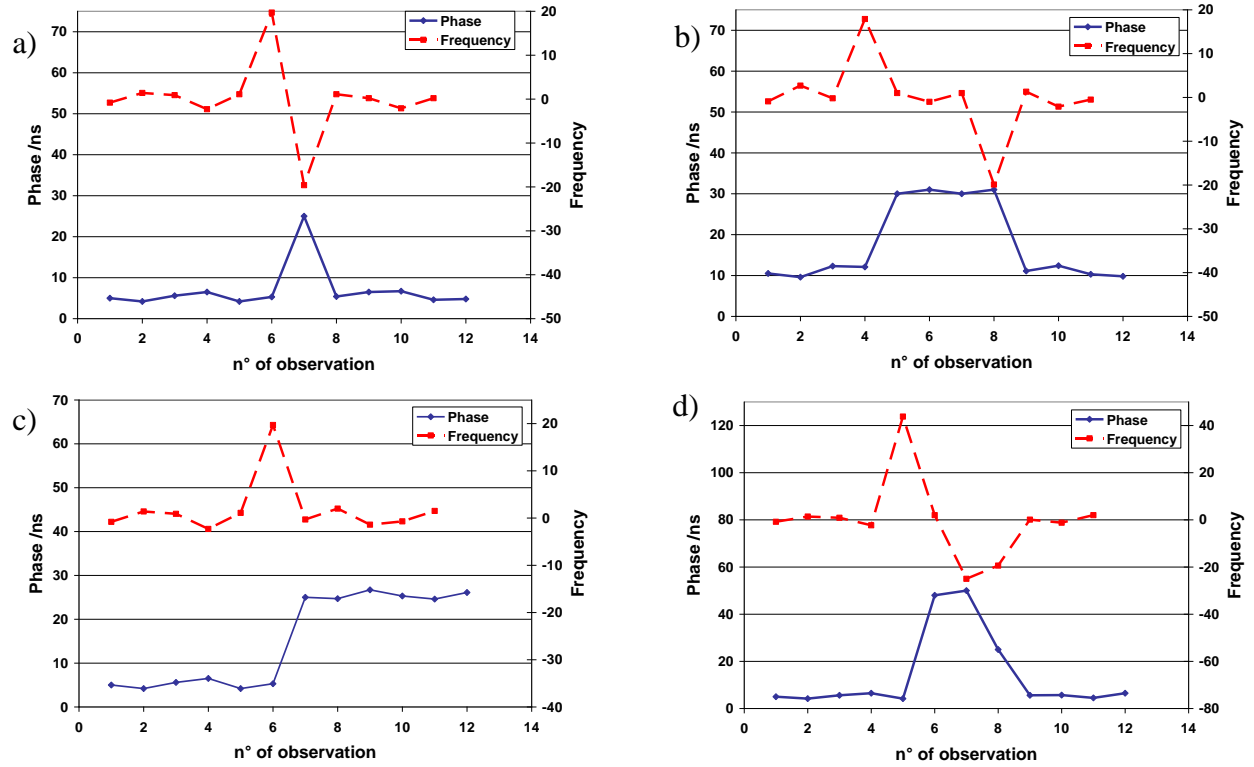 a)
Phase
Frequency
Phase /ns
70
60
50
40
30
20
10
0
20
10
0
-10
-20
-30
-40
-50
Frequency
0 2 4 6 8 10 12 14
n° of observation
b)
Phase
Frequency
Phase /ns
70
60
50
40
30
20
10
0
20
10
0
-10
-20
-30
-40
-50
Frequency
0 2 4 6 8 10 12 14
n° of observation
c)
Phase
Frequency
Phase /ns
70
60
50
40
30
20
10
0
20
10
0
-10
-20
-30
-40
Frequency
0 2 4 6 8 10 12 14
n° of observation
d)
Phase
Frequency
Phase /ns
120
100
80
60
40
20
0
40
20
0
-20
-40
-60
-80
Frequency
0 2 4 6 8 10 12 14
n° of observation